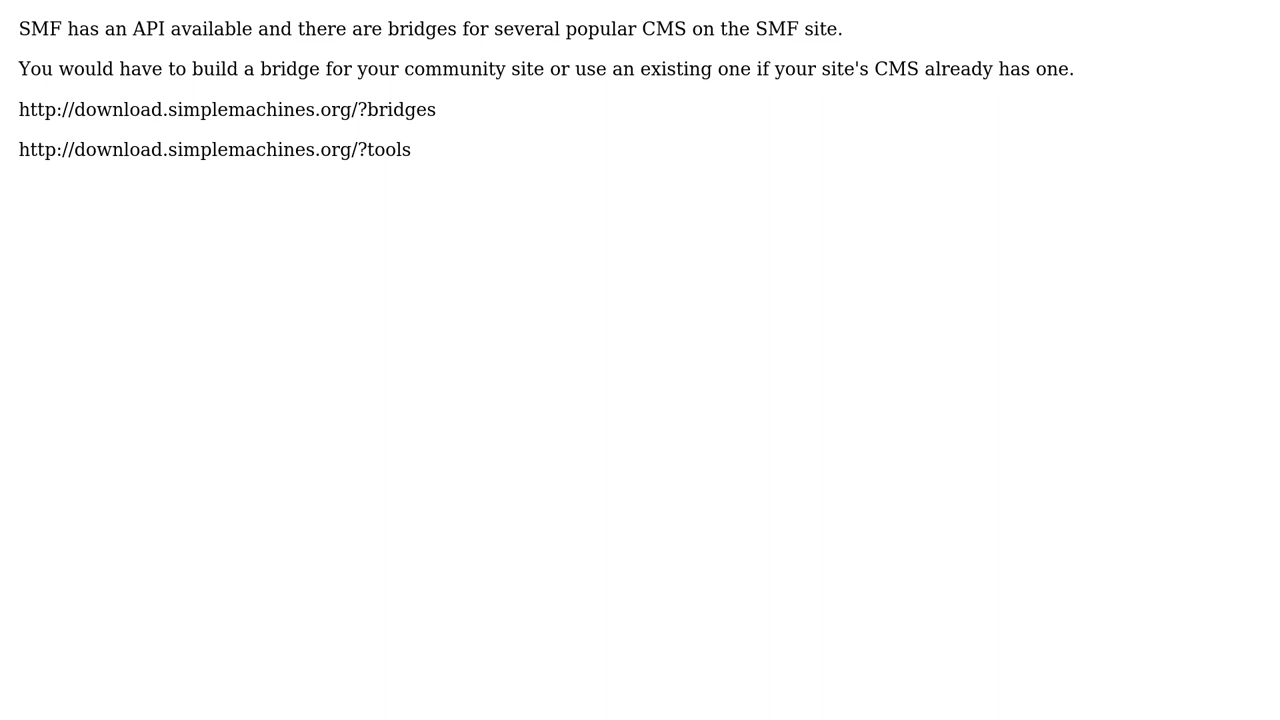 SMF has an API available and there are bridges for several popular CMS on the SMF site.
You would have to build a bridge for your community site or use an existing one if your site's CMS already has one.
http://download.simplemachines.org/?bridges
http://download.simplemachines.org/?tools